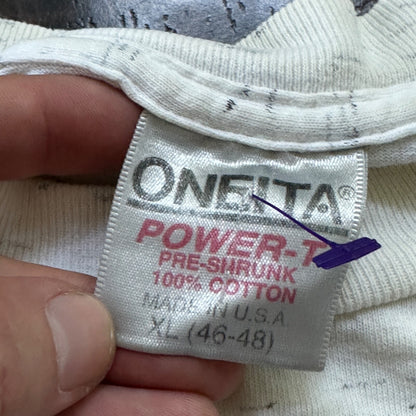 ONEITA®
POWER-T
PRE-SHRUNK
100% COTTON
MADE IN U.S.A.
XL (46-48)